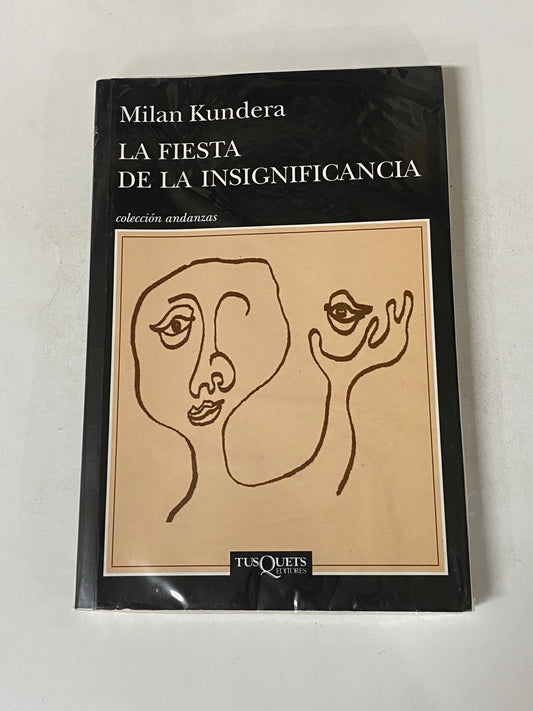 Milan Kundera
LA FIESTA
DE LA INSIGNIFICANCIA
colección andanzas
TUSQUETS
EDITORES